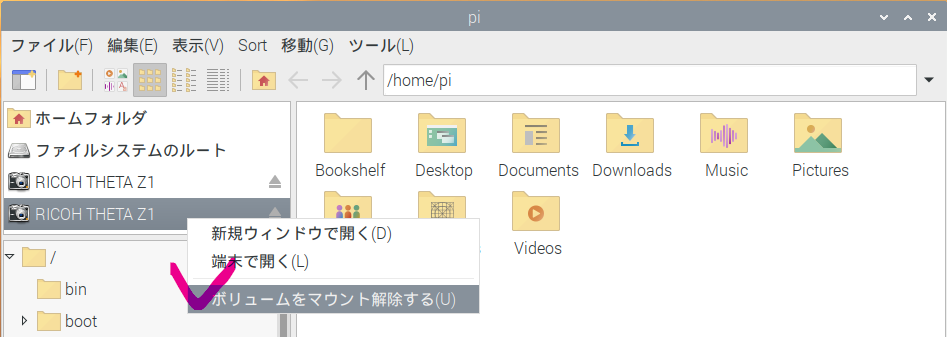 pi
ファイル(F) 編集(E) 表示(V) Sort 移動(G) ツール(L)
/home/pi
ホームフォルダ
ファイルシステムのルート
RICOH THETA Z1
RICOH THETA Z1
/
bin
boot
Bookshelf Desktop Documents Downloads Music Pictures
Videos
新規ウィンドウで開く(D)
端末で開く(L)
ボリュームをマウント解除する(U)